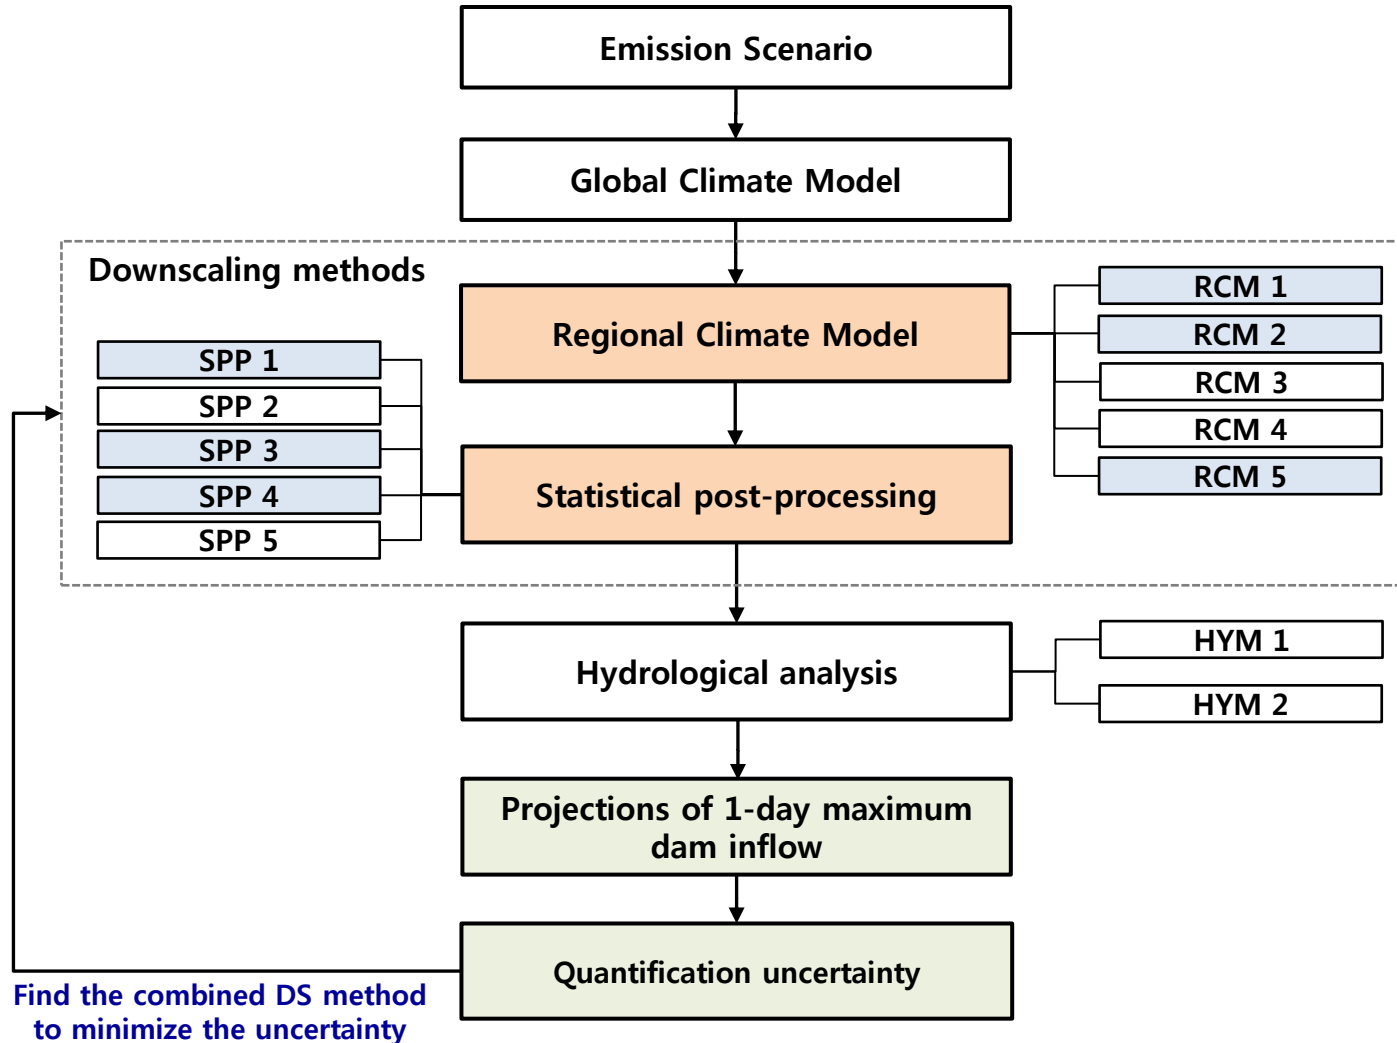 Emission Scenario
Global Climate Model
Downscaling methods
Regional Climate Model
RCM 1
RCM 2
RCM 3
RCM 4
RCM 5
SPP 1
SPP 2
SPP 3
SPP 4
SPP 5
Statistical post-processing
Hydrological analysis
HYM 1
HYM 2
Projections of 1-day maximum
dam inflow
Quantification uncertainty
Find the combined DS method
to minimize the uncertainty